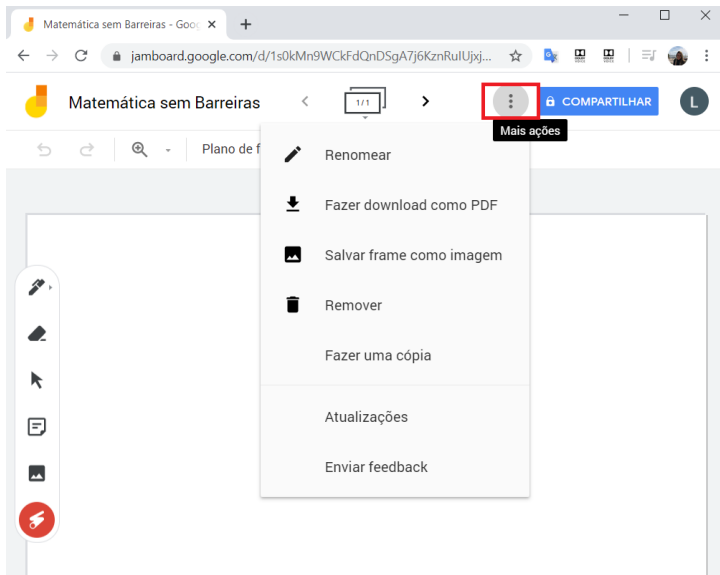 Matemática sem Barreiras - Goo
jamboard.google.com/d/1s0kMn9WCkFdQnDSgA7j6KznRuIUjxj...
Matemática sem Barreiras
1/1
COMPARTILHAR
L
Mais ações
Plano de f
Renomear
Fazer download como PDF
Salvar frame como imagem
Remover
Fazer uma cópia
Atualizações
Enviar feedback